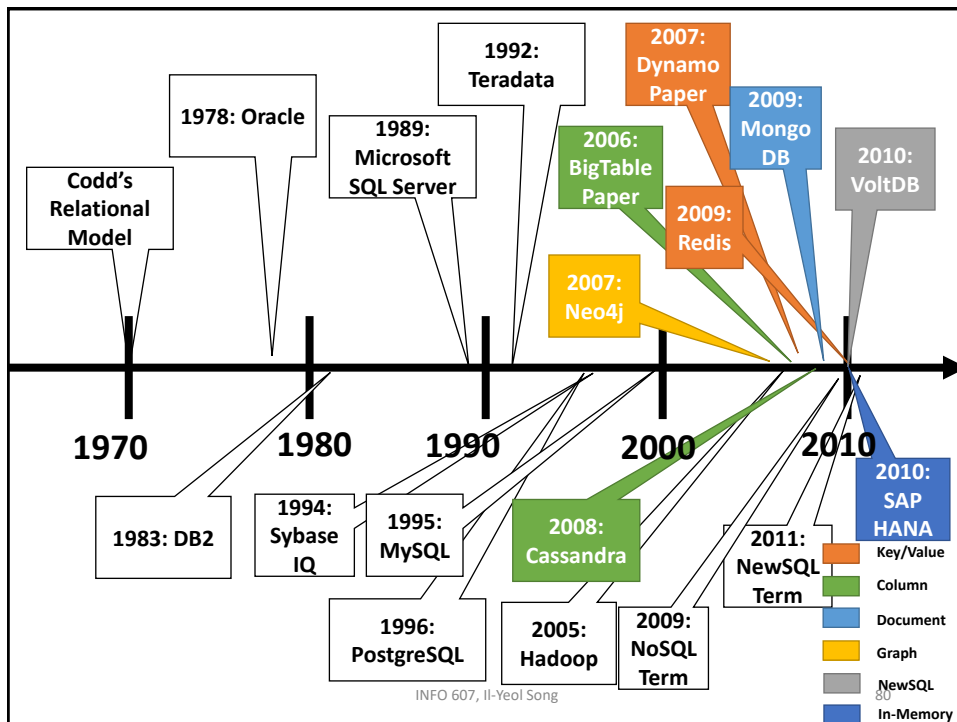 1992:
Teradata
2007:
Dynamo
Paper
1978: Oracle
1989:
Microsoft
SQL Server
2009:
Mongo
DB
2006:
BigTable
Paper
2010:
VoltDB
Codd's
Relational
Model
2009:
Redis
2007:
Neo4j
1970
1980
1990
2000
2010
1983: DB2
1994:
Sybase
IQ
1995:
MySQL
2008:
Cassandra
2010:
SAP
HANA
2011:
NewSQL
Term
1996:
PostgreSQL
2005:
Hadoop
2009:
NoSQL
Term
Key/Value
Column
Document
Graph
NewSQL
In-Memory
INFO 607, Il-Yeol Song
80